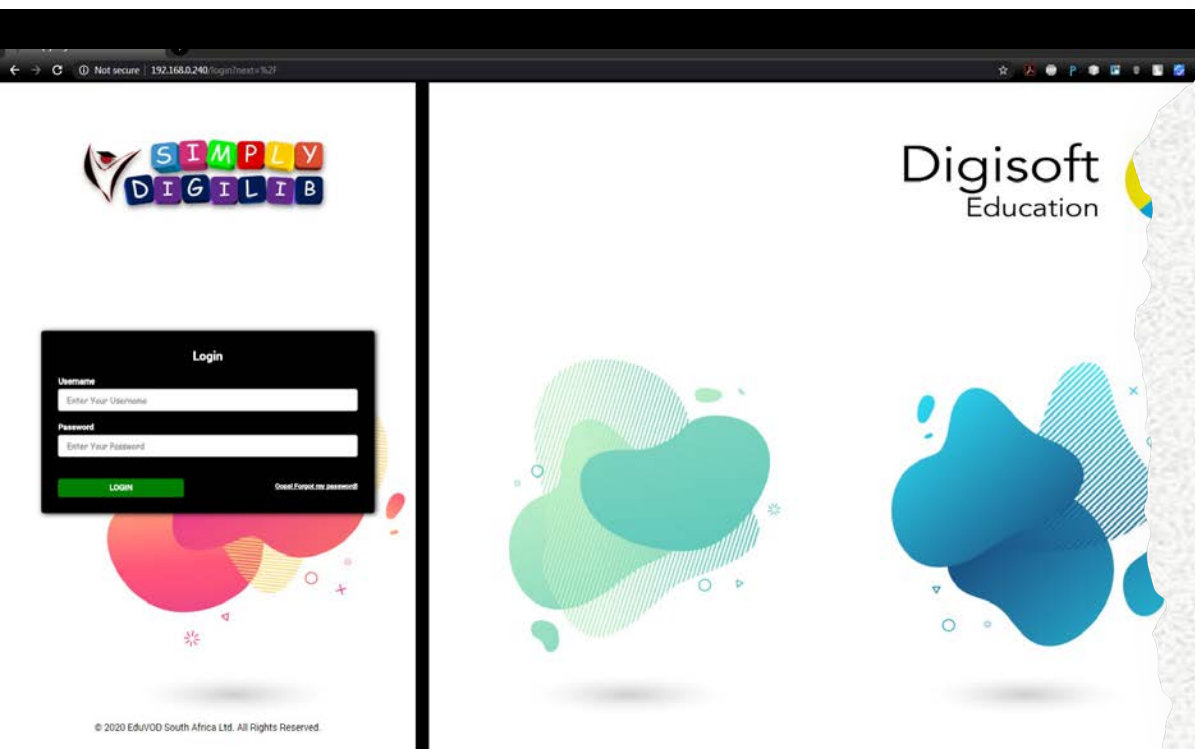 Not secure | 192.168.0.240/login?next=%2F
SIMPLY
DIGILIB
Digisoft
Education
Login
Username
Enter Your Username
Password
Enter Your Password
LOGIN
Oops! Forgot my password!
© 2020 EduVOD South Africa Ltd. All Rights Reserved.